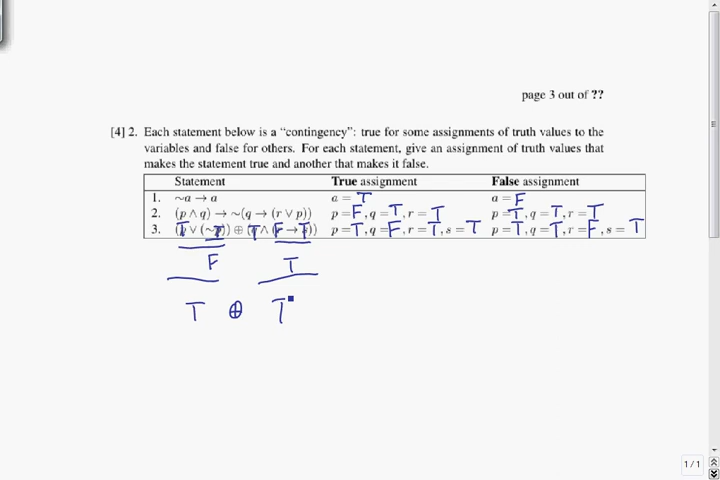 page 3 out of ??
[4] 2. Each statement below is a “contingency”: true for some assignments of truth values to the
variables and false for others. For each statement, give an assignment of truth values that
makes the statement true and another that makes it false.
Statement True assignment False assignment
1. ~a → a a = T a = F
2. (p ∧ q) → ~(q → (r ∨ p)) p = F, q = T, r = T p = T, q = T, r = T
3. ( T ∨ (~ T )) ⊕ ( T ∧ ( F → T )) p = T, q = F, r = T, s = T p = T, q = T, r = F, s = T
F T
T ⊕ T
1/1